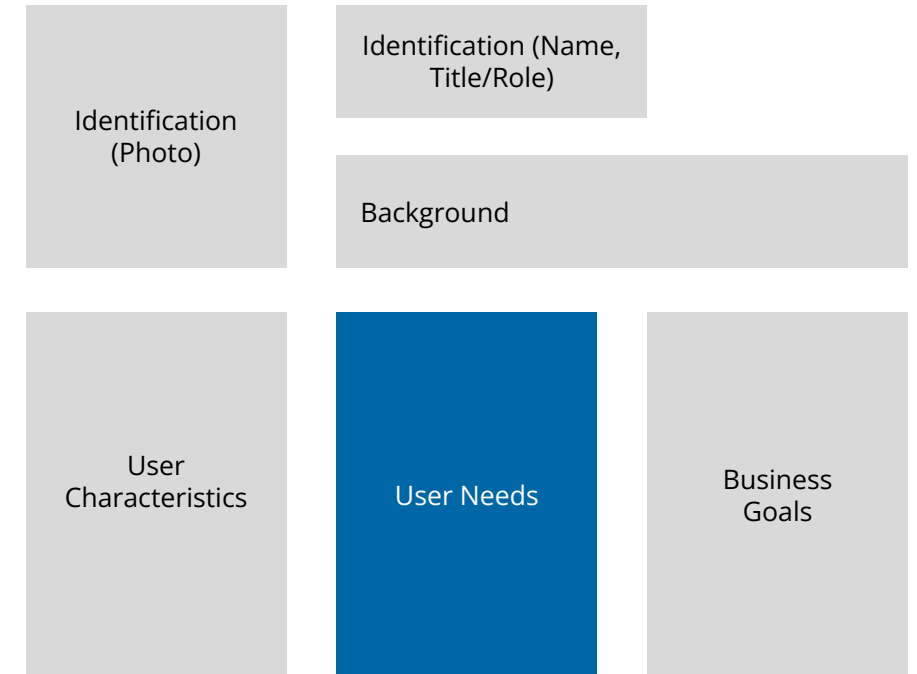 Identification
(Photo)
Identification (Name,
Title/Role)
Background
User
Characteristics
User Needs
Business
Goals